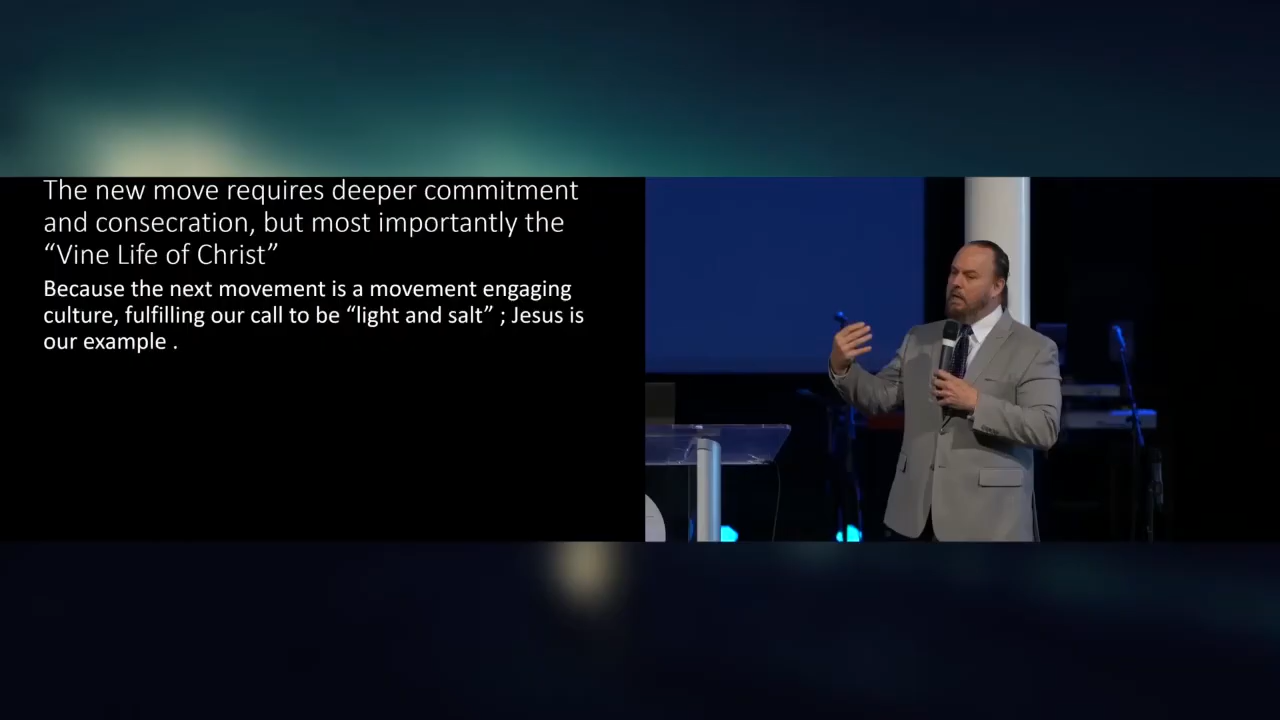 The new move requires deeper commitment
and consecration, but most importantly the
“Vine Life of Christ”
Because the next movement is a movement engaging
culture, fulfilling our call to be “light and salt” ; Jesus is
our example .